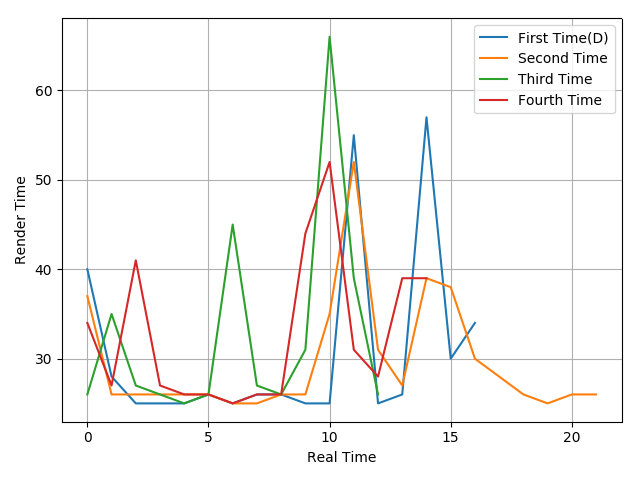 First Time(D)
Second Time
Third Time
Fourth Time
60
50
40
30
Render Time
0 5 10 15 20
Real Time